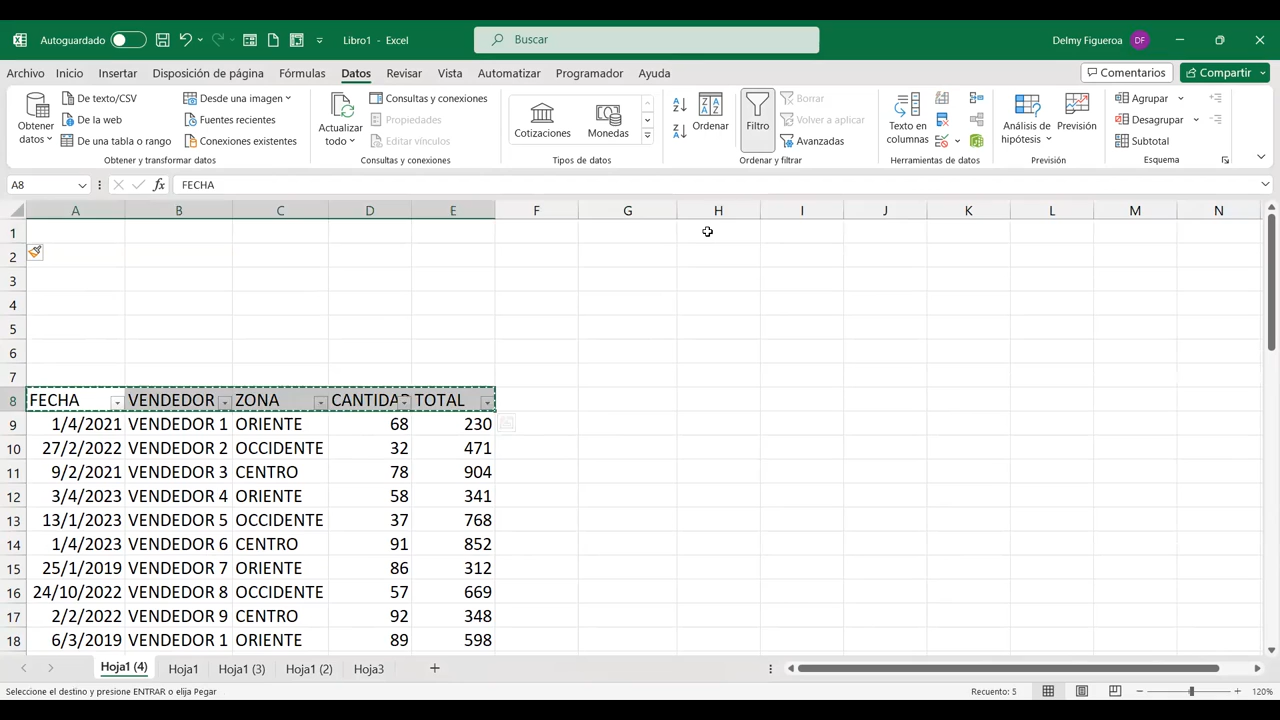 Autoguardado Libro1 - Excel Buscar Delmy Figueroa DF
Archivo Inicio Insertar Disposición de página Fórmulas Datos Revisar Vista Automatizar Programador Ayuda Comentarios Compartir
Obtener datos
De texto/CSV
De la web
De una tabla o rango
Desde una imagen
Fuentes recientes
Conexiones existentes
Obtener y transformar datos
Actualizar todo
Consultas y conexiones
Propiedades
Editar vínculos
Consultas y conexiones
Cotizaciones Monedas
Tipos de datos
Ordenar
Filtro
Borrar
Volver a aplicar
Avanzadas
Ordenar y filtrar
Texto en columnas
Herramientas de datos
Análisis de hipótesis
Previsión
Previsión
Agrupar
Desagrupar
Subtotal
Esquema
A8 fx FECHA
A B C D E F G H I J K L M N
1
2
3
4
5
6
7
8 FECHA VENDEDOR ZONA CANTIDAD TOTAL
9 1/4/2021 VENDEDOR 1 ORIENTE 68 230
10 27/2/2022 VENDEDOR 2 OCCIDENTE 32 471
11 9/2/2021 VENDEDOR 3 CENTRO 78 904
12 3/4/2023 VENDEDOR 4 ORIENTE 58 341
13 13/1/2023 VENDEDOR 5 OCCIDENTE 37 768
14 1/4/2023 VENDEDOR 6 CENTRO 91 852
15 25/1/2019 VENDEDOR 7 ORIENTE 86 312
16 24/10/2022 VENDEDOR 8 OCCIDENTE 57 669
17 2/2/2022 VENDEDOR 9 CENTRO 92 348
18 6/3/2019 VENDEDOR 1 ORIENTE 89 598
Hoja1 (4) Hoja1 Hoja1 (3) Hoja1 (2) Hoja3
Seleccione el destino y presione ENTRAR o elija Pegar Recuento: 5 120%